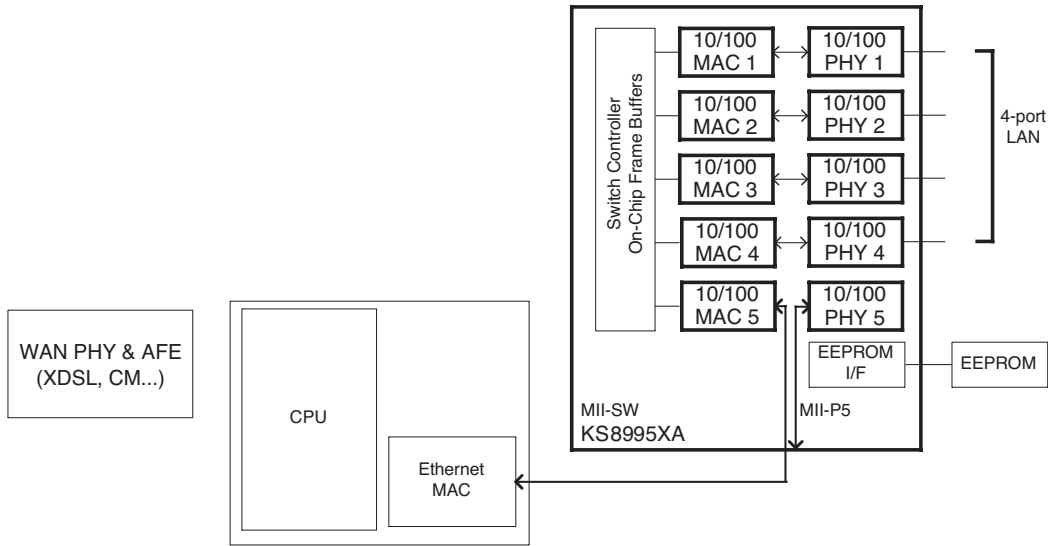 10/100
MAC 1
10/100
PHY 1
10/100
MAC 2
10/100
PHY 2
10/100
MAC 3
10/100
PHY 3
10/100
MAC 4
10/100
PHY 4
10/100
MAC 5
10/100
PHY 5
Switch Controller
On-Chip Frame Buffers
4-port
LAN
EEPROM
I/F
EEPROM
MII-SW
MII-P5
KS8995XA
WAN PHY & AFE
(XDSL, CM...)
CPU
Ethernet
MAC